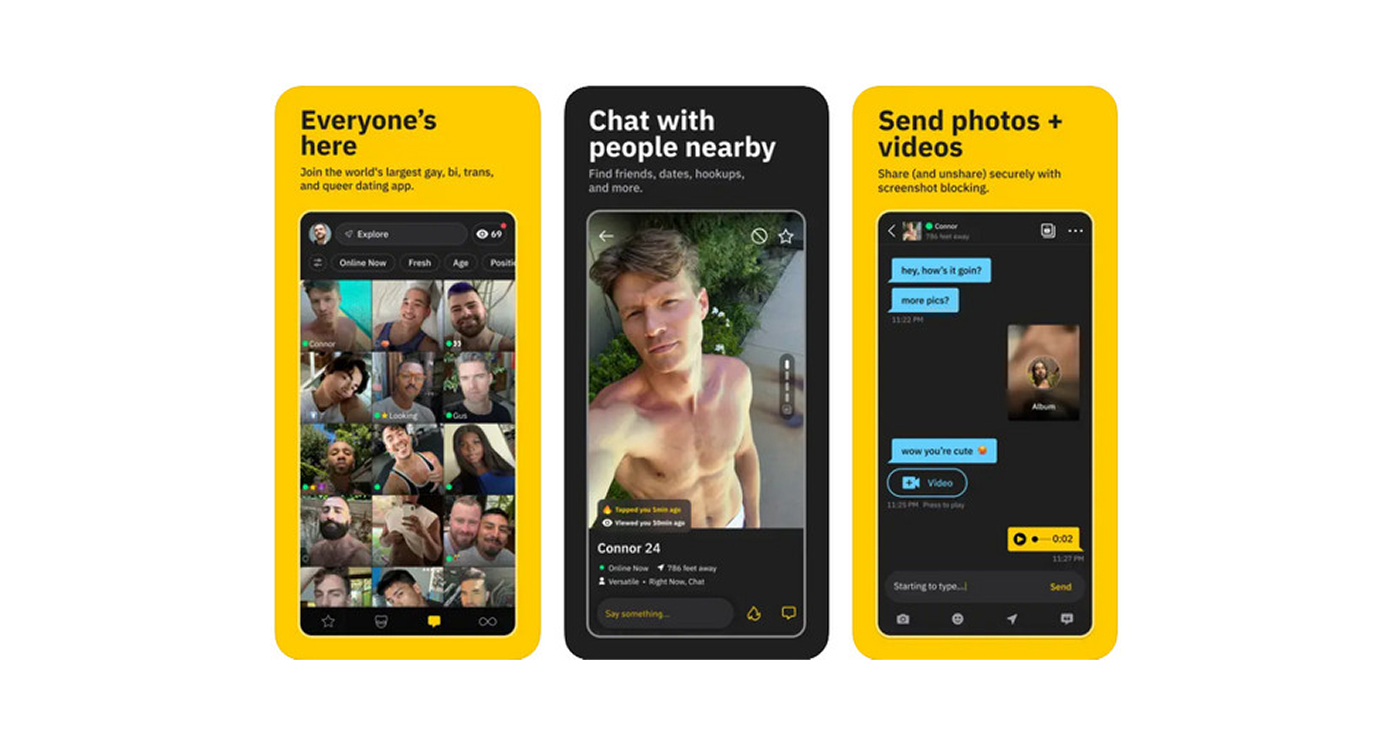 Everyone's
here
Join the world's largest gay, bi, trans,
and queer dating app.
Explore
69
Online Now
Fresh
Age
Connor
Looking
Gus
Chat with
people nearby
Find friends, dates, hookups,
and more.
Tapped you 5min ago
Viewed you 10min ago
Connor 24
Online Now
786 feet away
Versatile • Right Now, Chat
Say something...
Send photos +
videos
Share (and unshare) securely with
screenshot blocking.
Connor
786 feet away
hey, how's it goin?
more pics?
11:22 PM
Album
wow you're cute
Video
11:25 PM Press to play
0:02
11:27 PM
Starting to type...|
Send